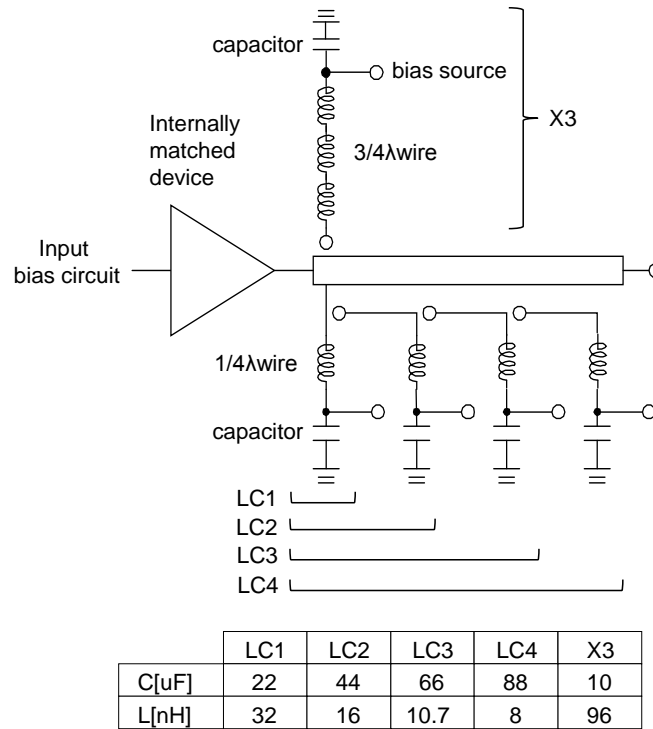 capacitor
bias source
X3
Internally
matched
device
3/4λwire
Input
bias circuit
1/4λwire
capacitor
LC1
LC2
LC3
LC4
LC1 LC2 LC3 LC4 X3
C[uF] 22 44 66 88 10
L[nH] 32 16 10.7 8 96